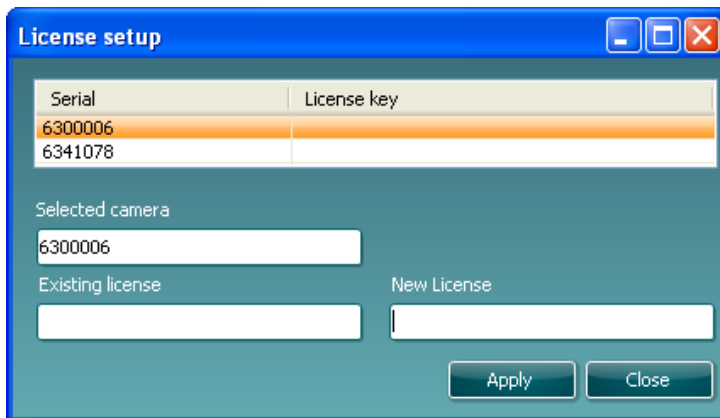 License setup
Serial License key
6300006
6341078
Selected camera
6300006
Existing license New License
Apply Close